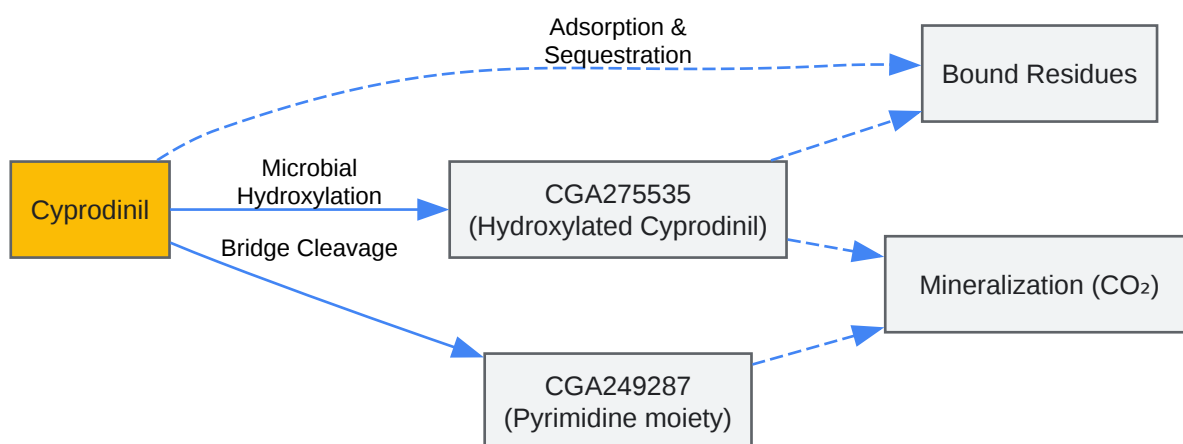 Adsorption &
Sequestration
Bound Residues
Cyprodinil
Microbial
Hydroxylation
CGA275535
(Hydroxylated Cyprodinil)
Bridge Cleavage
Mineralization (CO₂)
CGA249287
(Pyrimidine moiety)